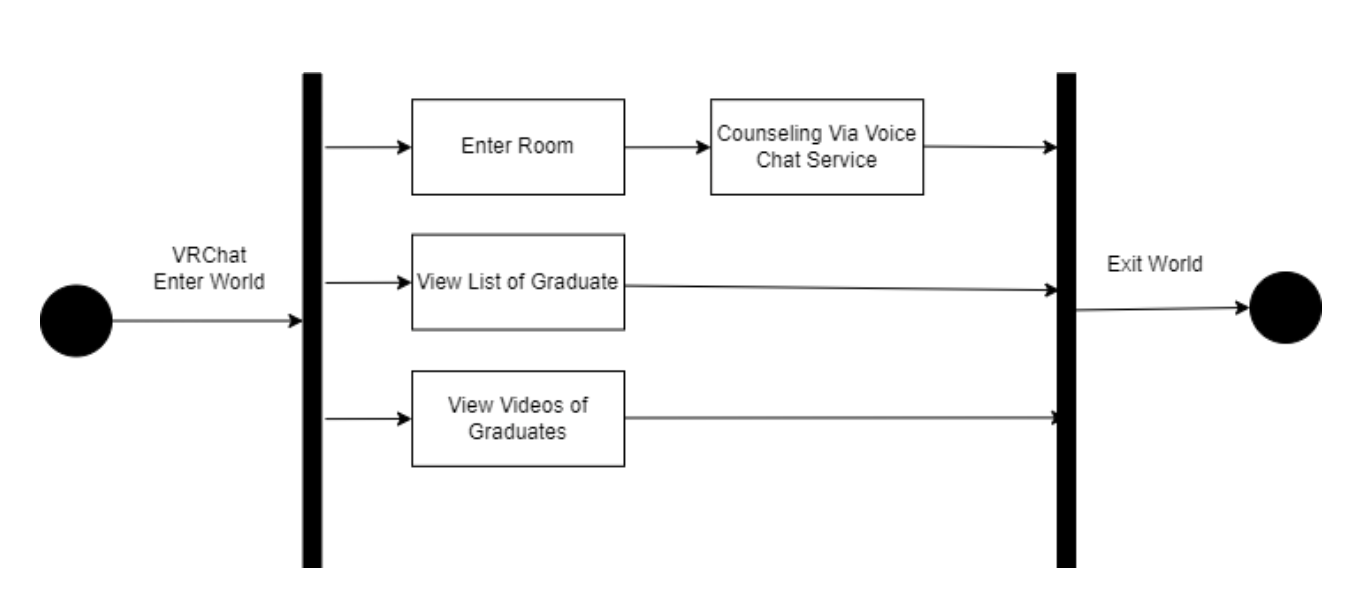 VRChat
Enter World
Enter Room
Counseling Via Voice
Chat Service
View List of Graduate
View Videos of
Graduates
Exit World